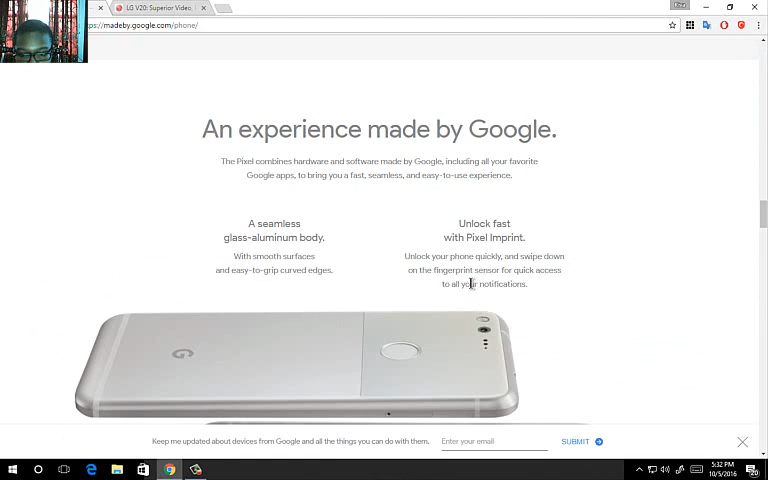 LG V20: Superior Video,
Kiva
ps://madeby.google.com/phone/
An experience made by Google.
The Pixel combines hardware and software made by Google, including all your favorite
Google apps, to bring you a fast, seamless, and easy-to-use experience.
A seamless
glass-aluminum body.
With smooth surfaces
and easy-to-grip curved edges.
Unlock fast
with Pixel Imprint.
Unlock your phone quickly, and swipe down
on the fingerprint sensor for quick access
to all your notifications.
G
Keep me updated about devices from Google and all the things you can do with them.
Enter your email
SUBMIT
5:32 PM
10/5/2016
20